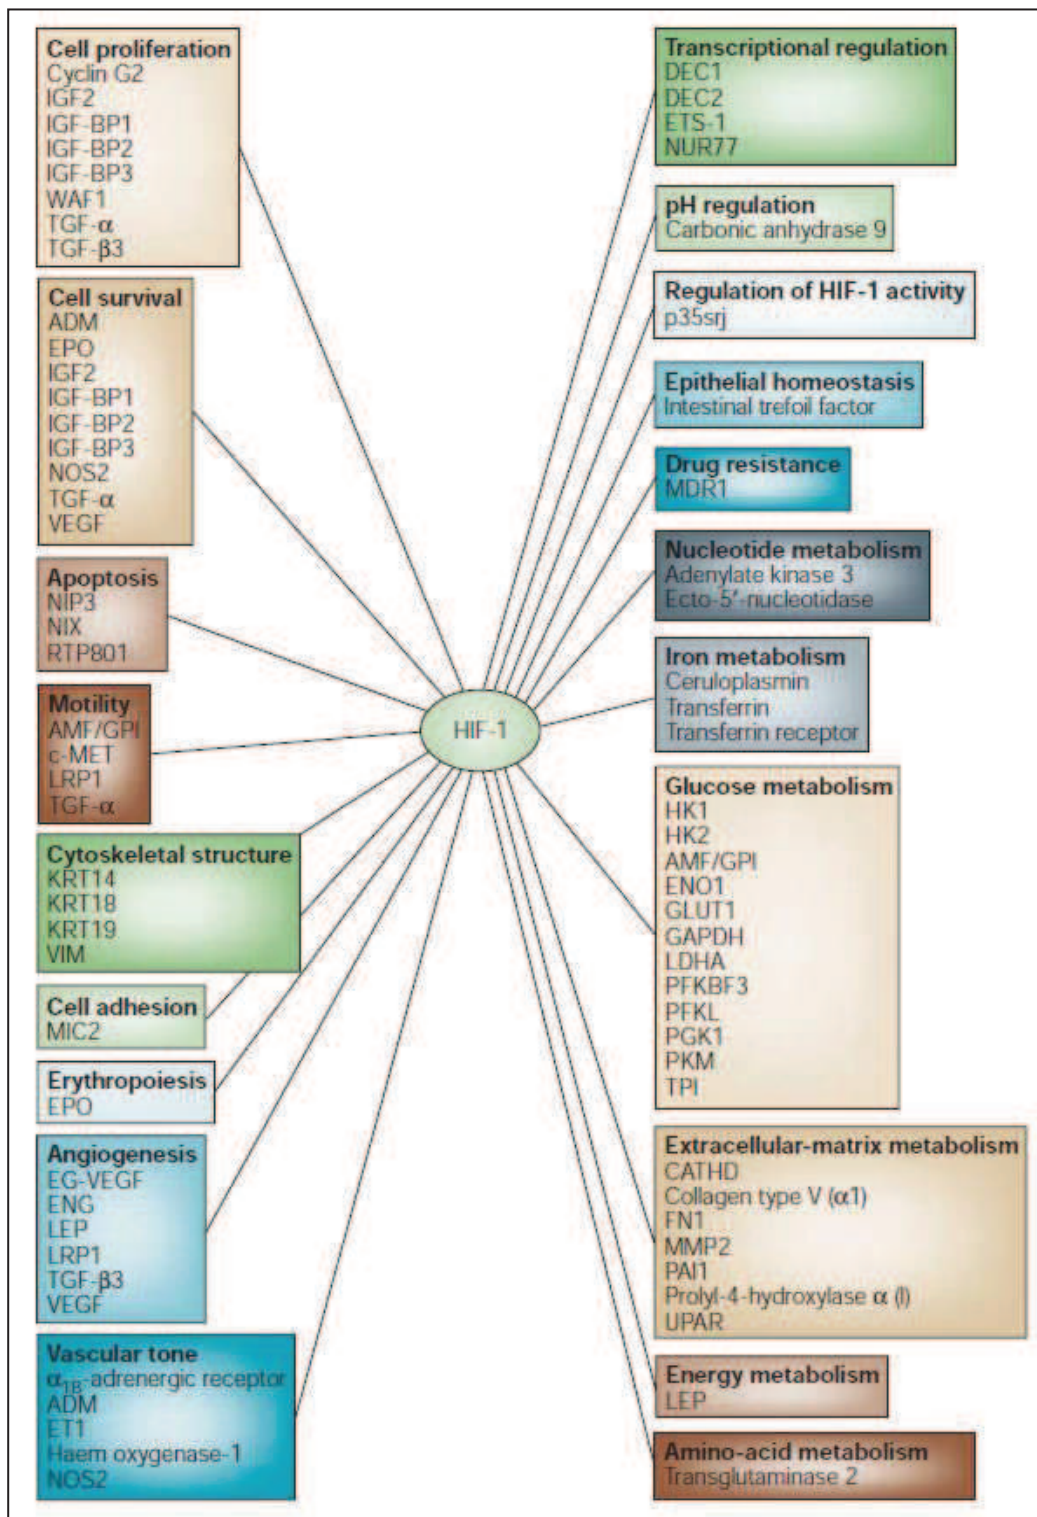 Cell proliferation
Cyclin G2
IGF2
IGF-BP1
IGF-BP2
IGF-BP3
WAF1
TGF-α
TGF-β3
Cell survival
ADM
EPO
IGF2
IGF-BP1
IGF-BP2
IGF-BP3
NOS2
TGF-α
VEGF
Apoptosis
NIP3
NIX
RTP801
Motility
AMF/GPI
c-MET
LRP1
TGF-α
Cytoskeletal structure
KRT14
KRT18
KRT19
VIM
Cell adhesion
MIC2
Erythropoiesis
EPO
Angiogenesis
EG-VEGF
ENG
LEP
LRP1
TGF-β3
VEGF
Vascular tone
α1B-adrenergic receptor
ADM
ET1
Haem oxygenase-1
NOS2
HIF-1
Transcriptional regulation
DEC1
DEC2
ETS-1
NUR77
pH regulation
Carbonic anhydrase 9
Regulation of HIF-1 activity
p35srj
Epithelial homeostasis
Intestinal trefoil factor
Drug resistance
MDR1
Nucleotide metabolism
Adenylate kinase 3
Ecto-5′-nucleotidase
Iron metabolism
Ceruloplasmin
Transferrin
Transferrin receptor
Glucose metabolism
HK1
HK2
AMF/GPI
ENO1
GLUT1
GAPDH
LDHA
PFKBF3
PFKL
PGK1
PKM
TPI
Extracellular-matrix metabolism
CATHD
Collagen type V (α1)
FN1
MMP2
PAI1
Prolyl-4-hydroxylase α (I)
UPAR
Energy metabolism
LEP
Amino-acid metabolism
Transglutaminase 2